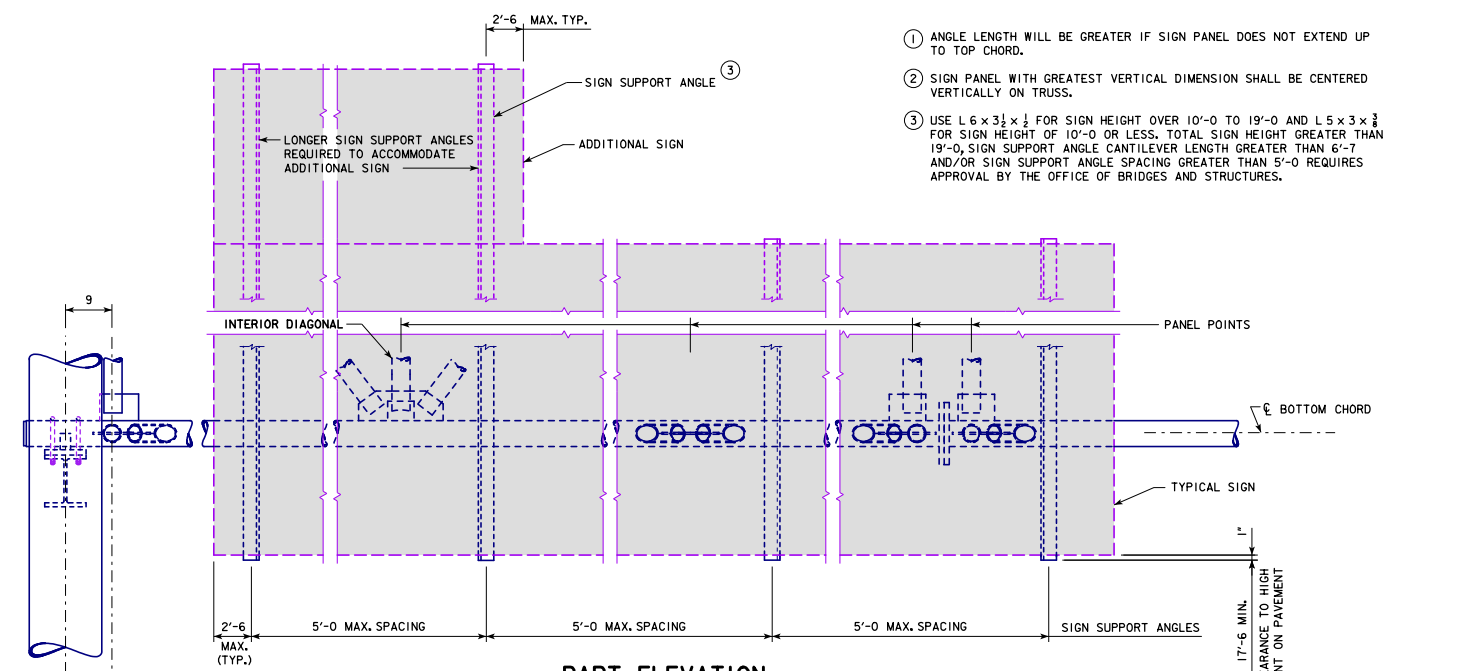 2'-6 MAX. TYP.
① ANGLE LENGTH WILL BE GREATER IF SIGN PANEL DOES NOT EXTEND UP
TO TOP CHORD.
② SIGN PANEL WITH GREATEST VERTICAL DIMENSION SHALL BE CENTERED
VERTICALLY ON TRUSS.
③ USE L 6 x 3½ x ½ FOR SIGN HEIGHT OVER 10'-0 TO 19'-0 AND L 5 x 3 x ⅜
FOR SIGN HEIGHT OF 10'-0 OR LESS. TOTAL SIGN HEIGHT GREATER THAN
19'-0, SIGN SUPPORT ANGLE CANTILEVER LENGTH GREATER THAN 6'-7
AND/OR SIGN SUPPORT ANGLE SPACING GREATER THAN 5'-0 REQUIRES
APPROVAL BY THE OFFICE OF BRIDGES AND STRUCTURES.
SIGN SUPPORT ANGLE ③
LONGER SIGN SUPPORT ANGLES
REQUIRED TO ACCOMMODATE
ADDITIONAL SIGN
ADDITIONAL SIGN
9
INTERIOR DIAGONAL
PANEL POINTS
℄ BOTTOM CHORD
TYPICAL SIGN
1"
17'-6 MIN.
2'-6
MAX.
(TYP.)
5'-0 MAX. SPACING
5'-0 MAX. SPACING
5'-0 MAX. SPACING
SIGN SUPPORT ANGLES
ON PAVEMENT
TO HIGH
PART ELEVATION